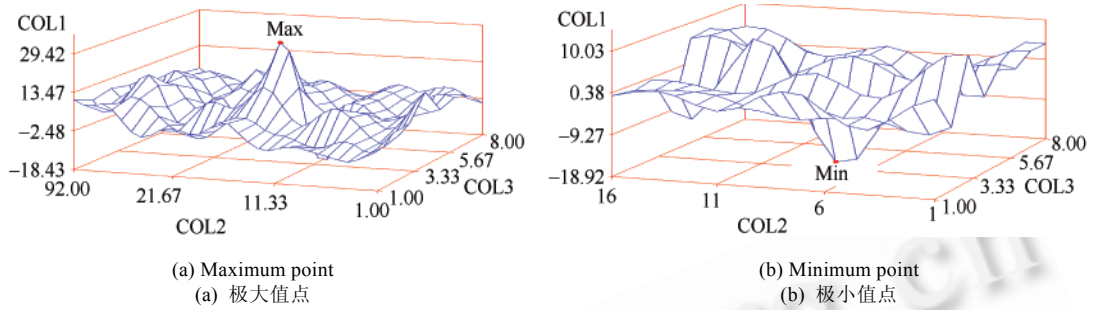 COL1
Max
29.42
13.47
−2.48
−18.43
92.00
21.67
11.33
1.00
1.00
3.33
5.67
8.00
COL3
COL2
(a) Maximum point
(a) 极大值点
COL1
10.03
0.38
−9.27
−18.92
16
11
6
1
1.00
3.33
5.67
8.00
COL3
COL2
Min
(b) Minimum point
(b) 极小值点